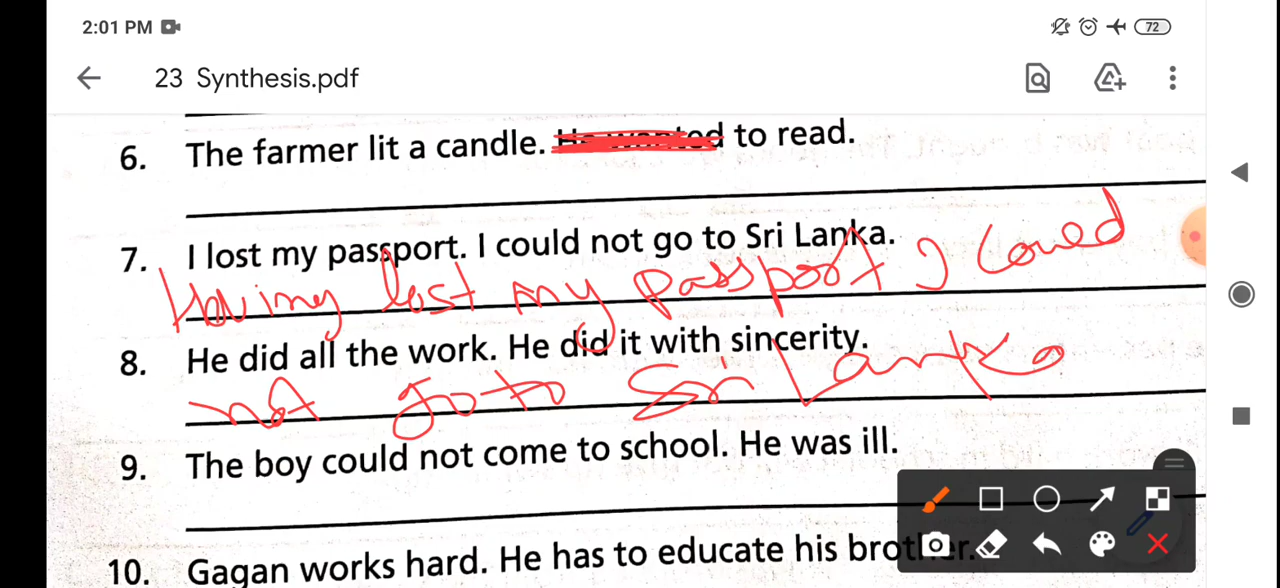 2:01 PM 72
23 Synthesis.pdf
6. The farmer lit a candle. He wanted to read.
7. I lost my passport. I could not go to Sri Lanka.
Having lost my passport I could
8. He did all the work. He did it with sincerity.
not go to Sri Lanka
9. The boy could not come to school. He was ill.
10. Gagan works hard. He has to educate his brother.